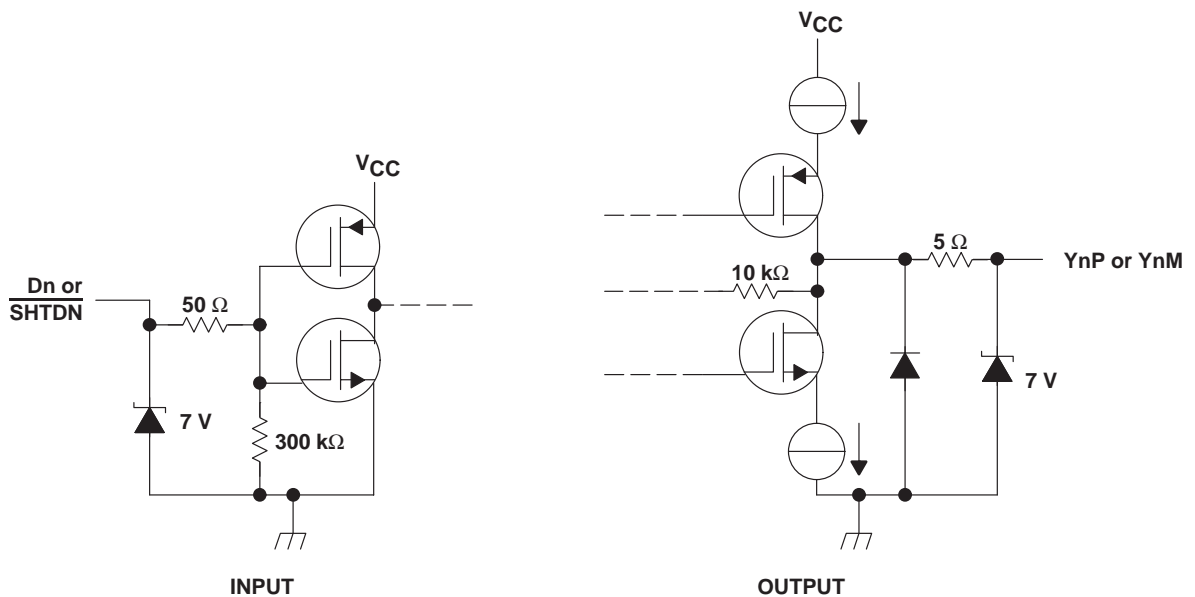 VCC
Dn or
SHTDN
50 Ω
7 V
300 kΩ
INPUT
VCC
5 Ω
YnP or YnM
10 kΩ
7 V
OUTPUT